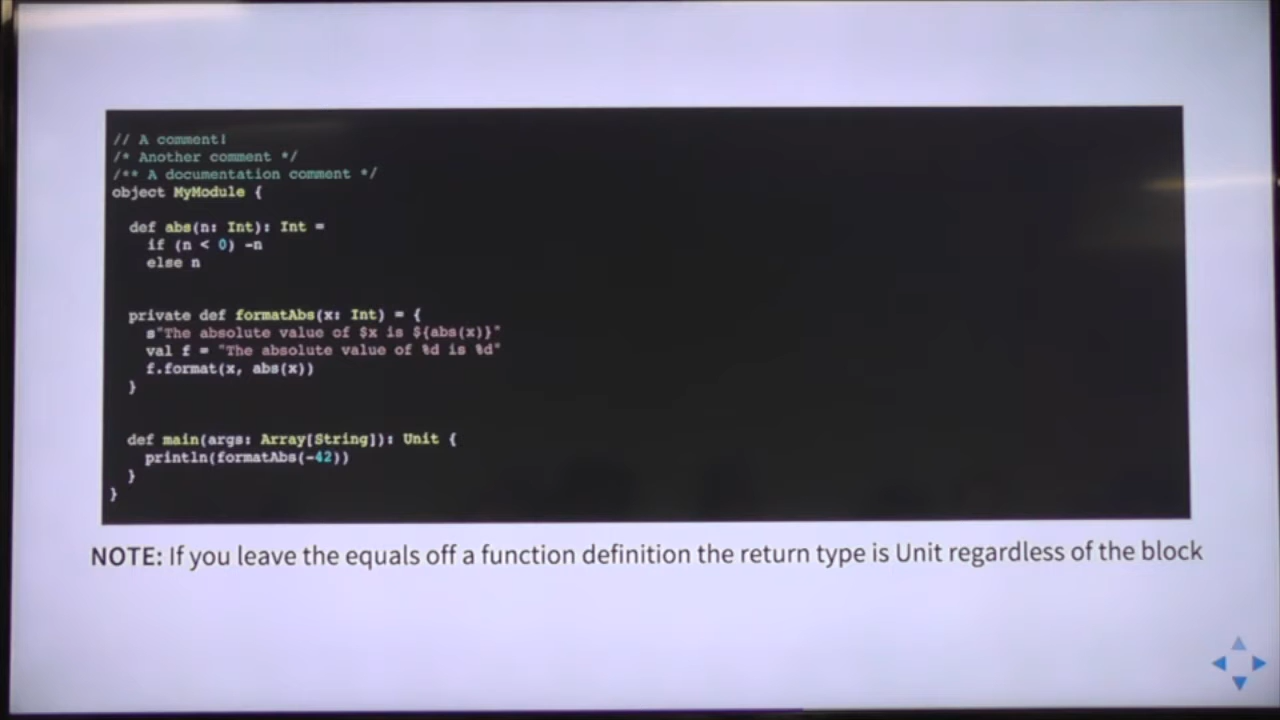 // A comment!
/* Another comment */
/** A documentation comment */
object MyModule {
def abs(n: Int): Int =
if (n < 0) -n
else n
private def formatAbs(x: Int) = {
s"The absolute value of $x is ${abs(x)}"
val f = "The absolute value of %d is %d"
f.format(x, abs(x))
}
def main(args: Array[String]): Unit {
println(formatAbs(-42))
}
}
NOTE: If you leave the equals off a function definition the return type is Unit regardless of the block